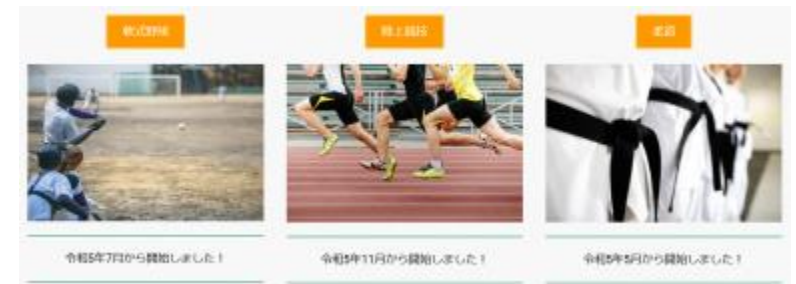 軟式野球
陸上競技
柔道
令和5年7月から開始しました！
令和5年11月から開始しました！
令和5年5月から開始しました！